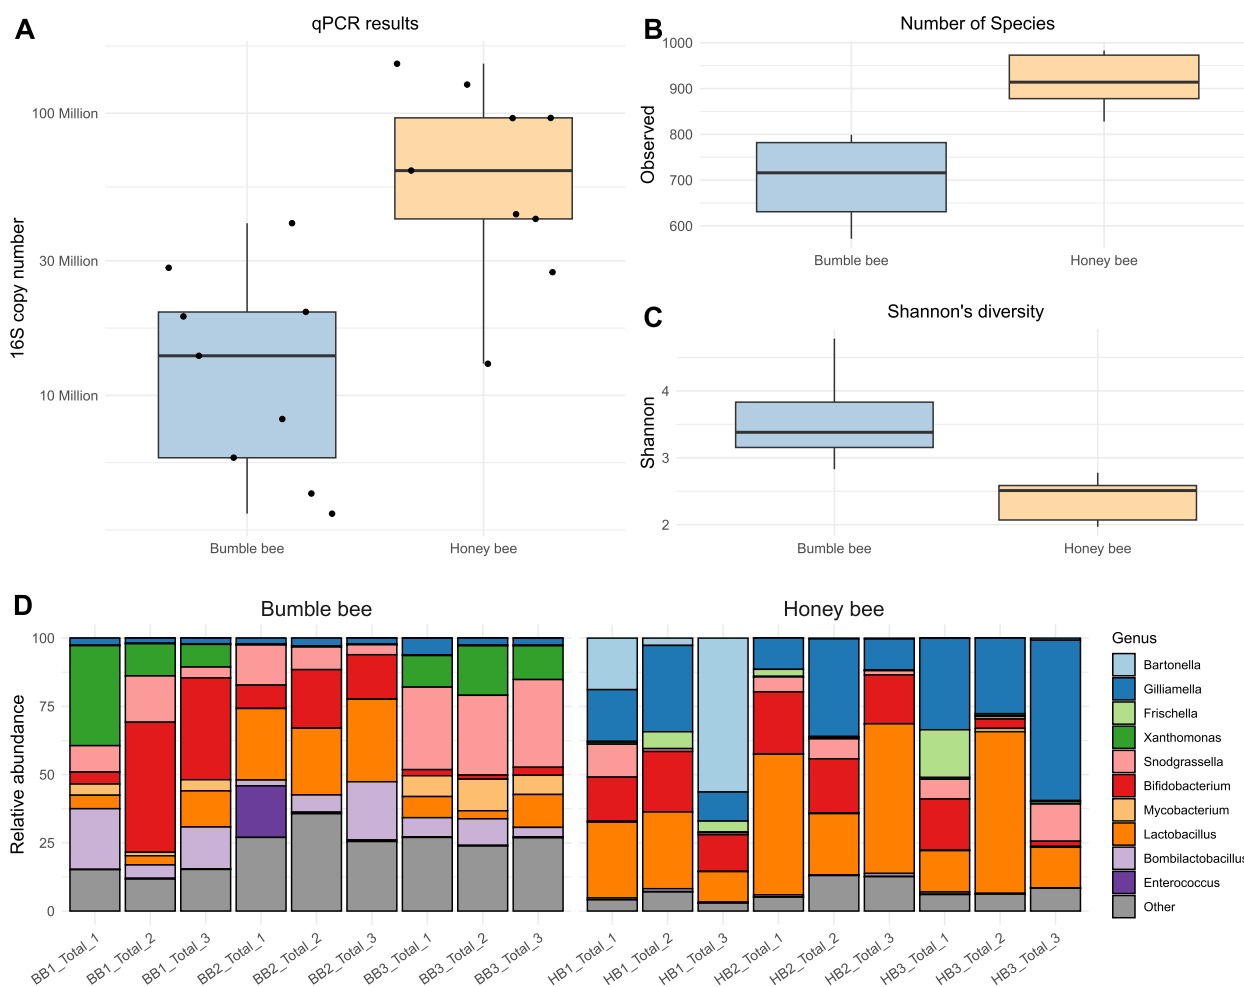 A
qPCR results
100 Million
30 Million
10 Million
16S copy number
Bumble bee
Honey bee
B
Number of Species
1000
900
800
700
600
Observed
Bumble bee
Honey bee
C
Shannon's diversity
4
3
2
Shannon
Bumble bee
Honey bee
D
Bumble bee
Honey bee
100
75
50
25
0
Relative abundance
BB1_Total_1
BB1_Total_2
BB1_Total_3
BB2_Total_1
BB2_Total_2
BB2_Total_3
BB3_Total_1
BB3_Total_2
BB3_Total_3
HB1_Total_1
HB1_Total_2
HB1_Total_3
HB2_Total_1
HB2_Total_2
HB2_Total_3
HB3_Total_1
HB3_Total_2
HB3_Total_3
Genus
Bartonella
Gilliamella
Frischella
Xanthomonas
Snodgrassella
Bifidobacterium
Mycobacterium
Lactobacillus
Bombilactobacillus
Enterococcus
Other